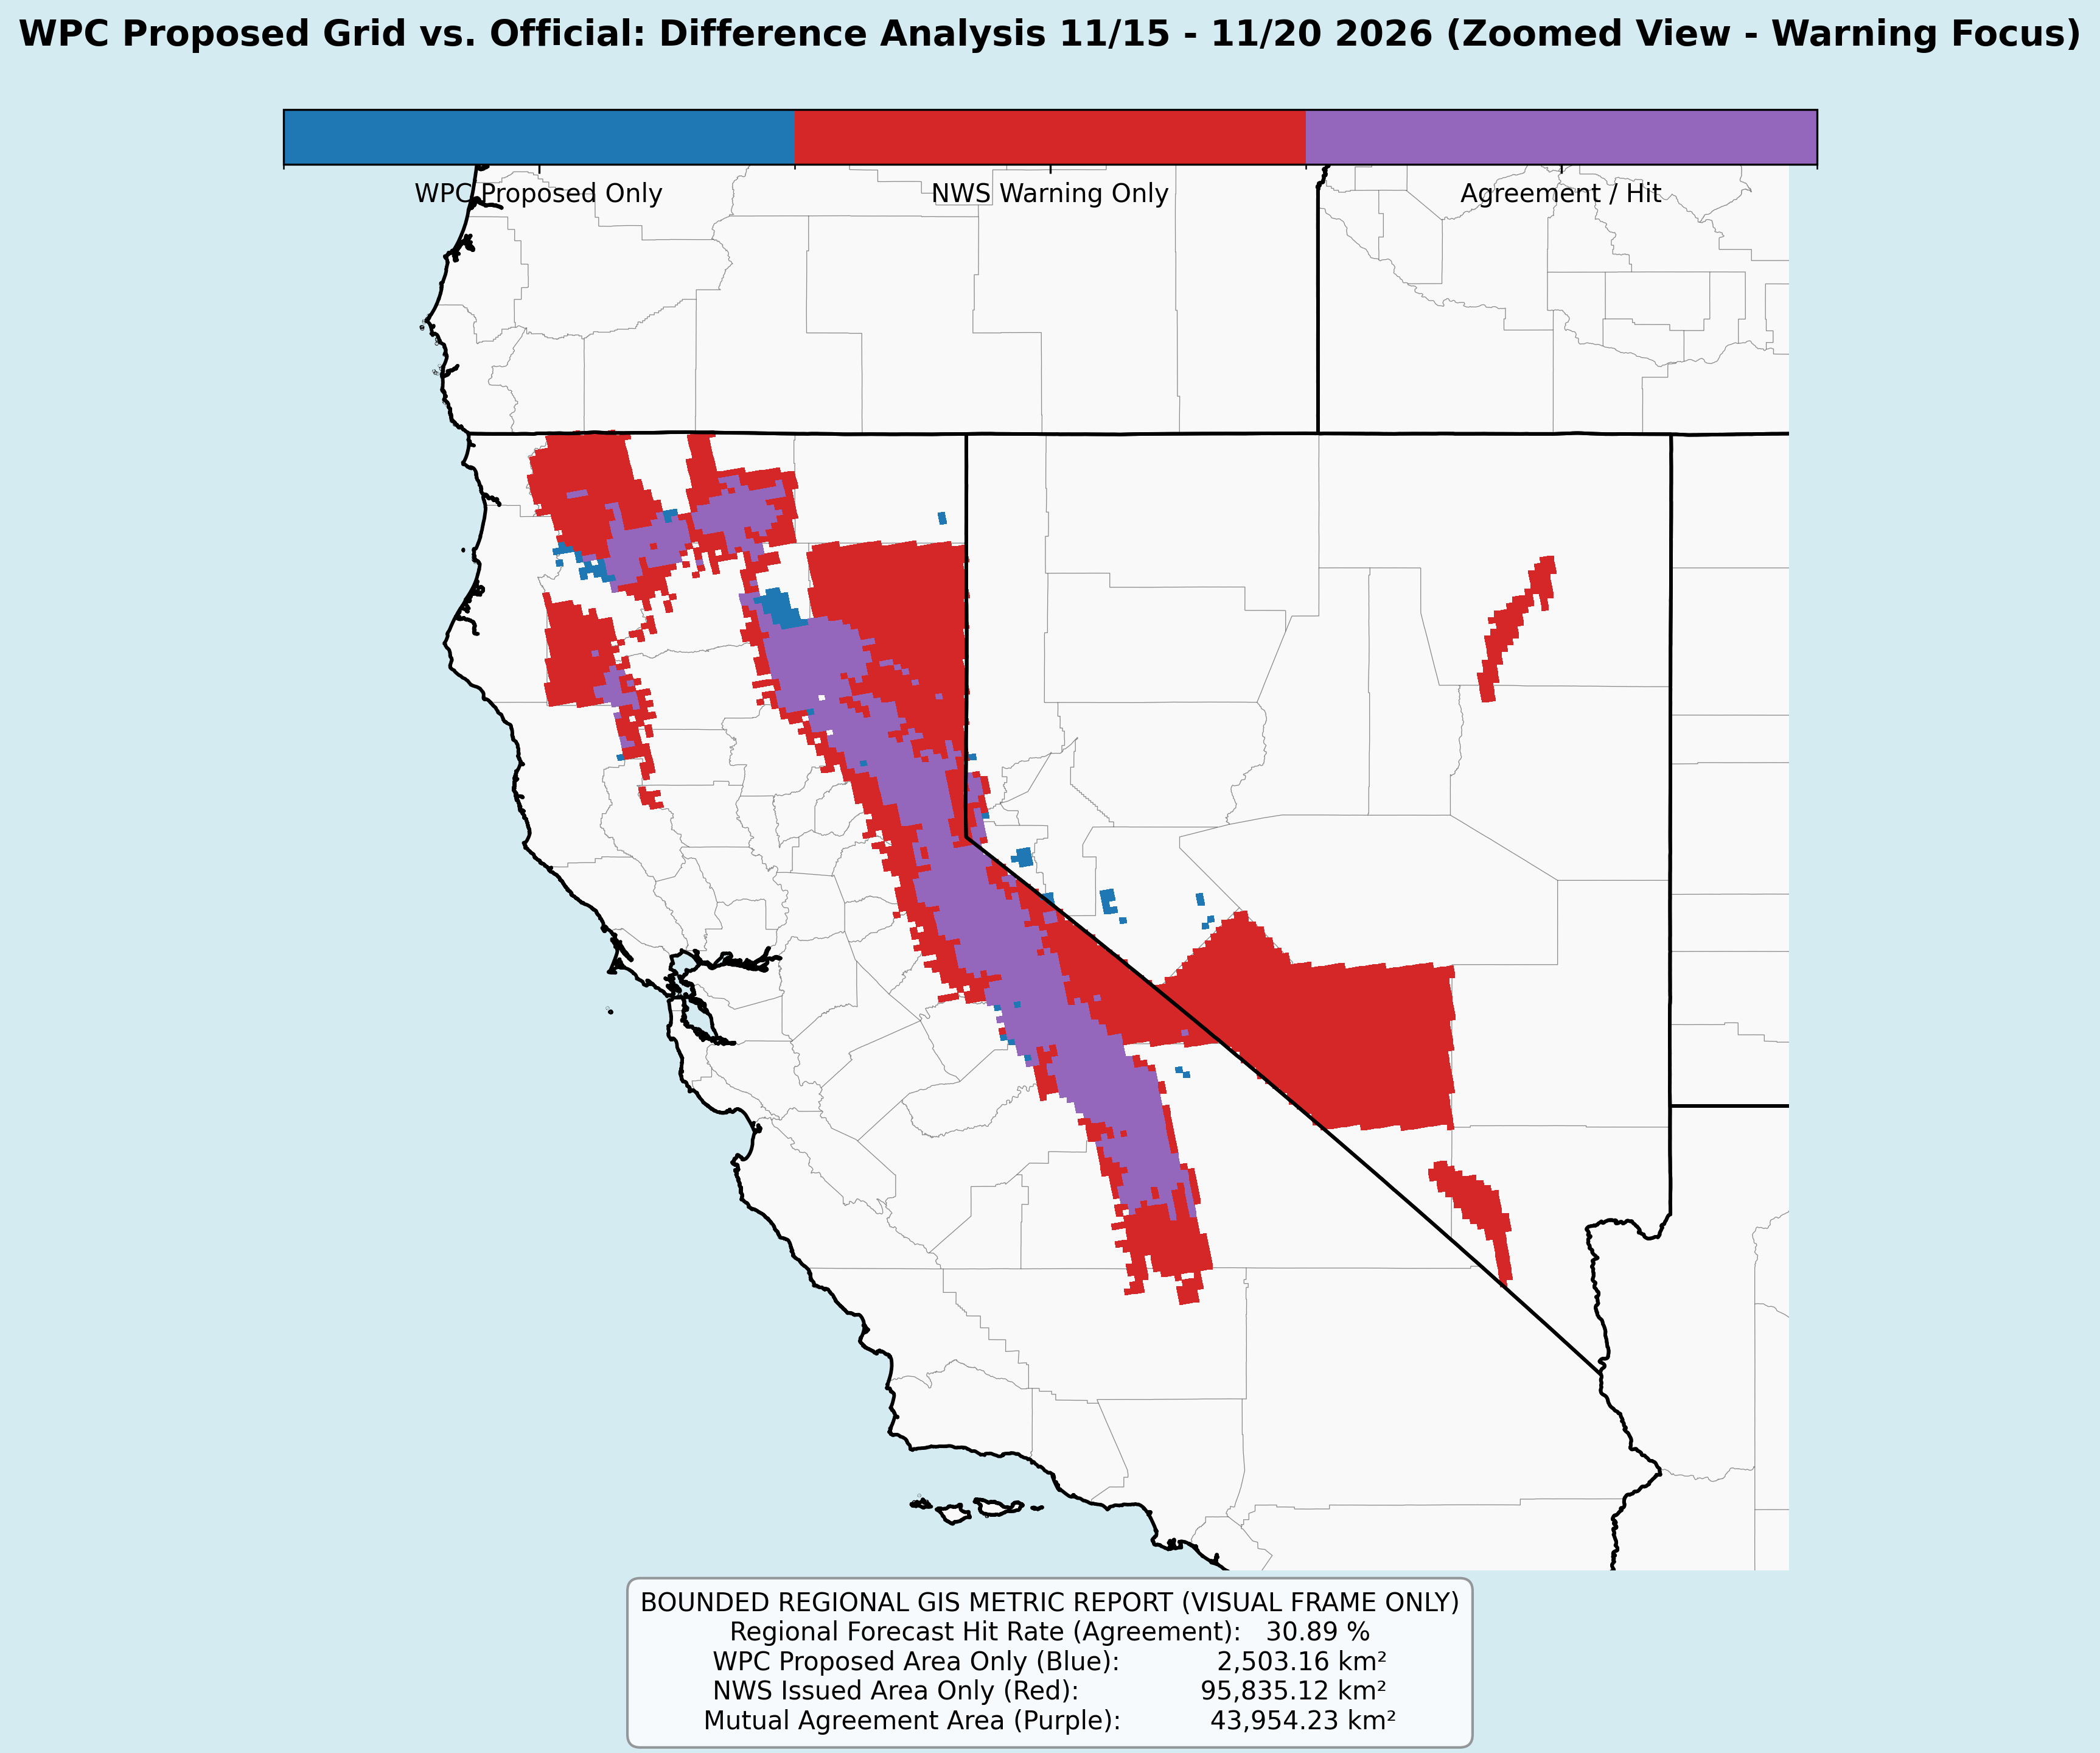 WPC Proposed Grid vs. Official: Difference Analysis 11/15 - 11/20 2026 (Zoomed View - Warning Focus)
WPC Proposed Only
NWS Warning Only
Agreement / Hit
BOUNDED REGIONAL GIS METRIC REPORT (VISUAL FRAME ONLY)
Regional Forecast Hit Rate (Agreement): 30.89 %
WPC Proposed Area Only (Blue): 2,503.16 km²
NWS Issued Area Only (Red): 95,835.12 km²
Mutual Agreement Area (Purple): 43,954.23 km²